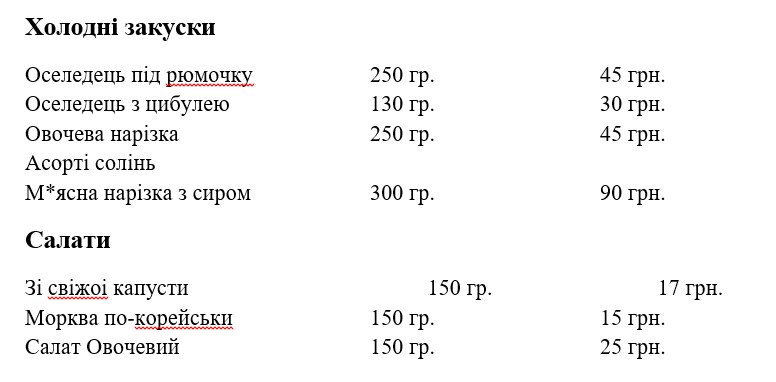 Холодні закуски
Оселедець під рюмочку 250 гр. 45 грн.
Оселедець з цибулею 130 гр. 30 грн.
Овочева нарізка 250 гр. 45 грн.
Асорті солінь
М*ясна нарізка з сиром 300 гр. 90 грн.
Салати
Зі свіжоі капусти 150 гр. 17 грн.
Морква по-корейськи 150 гр. 15 грн.
Салат Овочевий 150 гр. 25 грн.